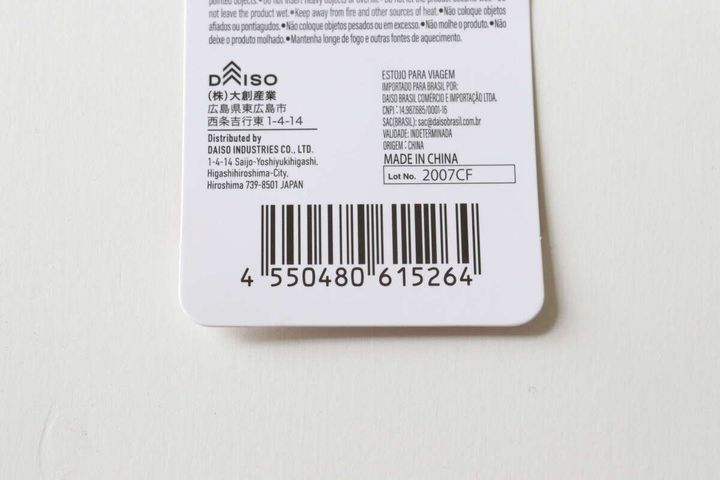 not leave the product wet.●Keep away from fire and other sources of heat.●Não coloque objetos
afiados ou pontiagudos.●Não coloque objetos pesados ou em excesso.●Não molhe o produto.●Não
deixe o produto molhado.●Mantenha longe de fogo e outras fontes de aquecimento.
DAISO
(株)大創産業
広島県東広島市
西条吉行東1-4-14
Distributed by
DAISO INDUSTRIES CO., LTD.
1-4-14 Saijo-Yoshiyukihigashi,
Higashihiroshima-City,
Hiroshima 739-8501 JAPAN
ESTOJO PARA VIAGEM
IMPORTADO PARA BRASIL POR:
DAISO BRASIL COMÉRCIO E IMPORTAÇÃO LTDA.
CNPJ : 14.987.685/0001-16
SAC(BRASIL): sac@daisobrasil.com.br
VALIDADE: INDETERMINADA
ORIGEM : CHINA
MADE IN CHINA
Lot No. 2007CF
4 550480 615264